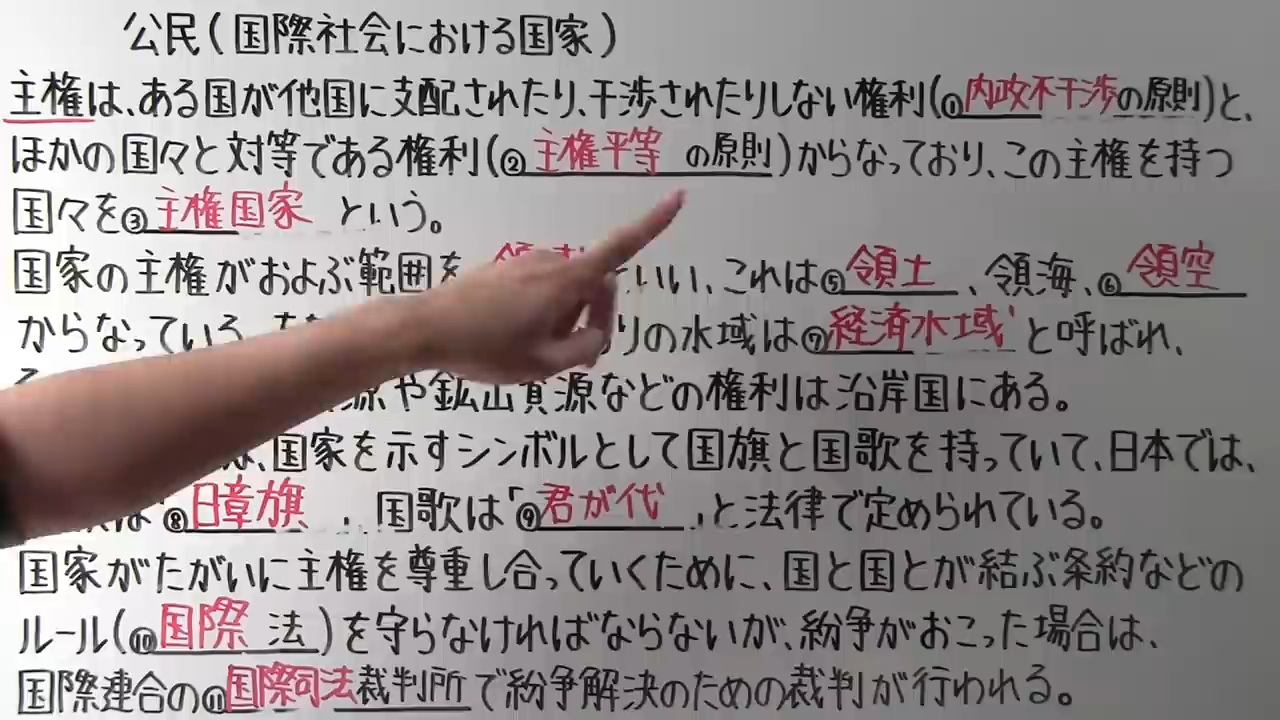 公民(国際社会における国家)
主権は、ある国が他国に支配されたり、干渉されたりしない権利(①内政不干渉の原則)と、
ほかの国々と対等である権利(②主権平等 の原則)からなっており、この主権を持つ
国々を③主権国家 という。
国家の主権がおよぶ範囲を いい、これは⑤領土、領海、⑥領空
からなっている。 りの水域は⑦経済水域と呼ばれ、
源や鉱山資源などの権利は沿岸国にある。
は、国家を示すシンボルとして国旗と国歌を持っていて、日本では、
は「⑧日章旗」、国歌は「⑨君が代」と法律で定められている。
国家がたがいに主権を尊重し合っていくために、国と国とが結ぶ条約などの
ルール(⑩国際 法)を守らなければならないが、紛争がおこった場合は、
国際連合の⑪国際司法裁判所で紛争解決のための裁判が行われる。